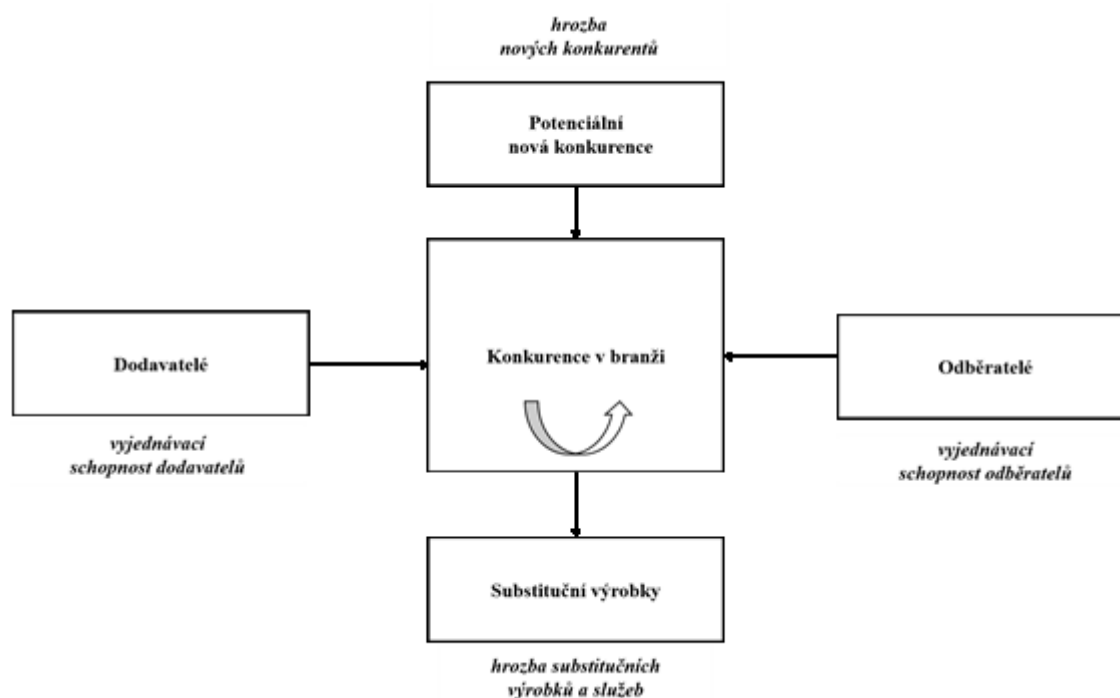 hrozba
nových konkurentů
Potenciální
nová konkurence
Dodavatelé
Konkurence v branži
Odběratelé
vyjednávací
schopnost dodavatelů
vyjednávací
schopnost odběratelů
Substituční výrobky
hrozba substitučních
výrobků a služeb